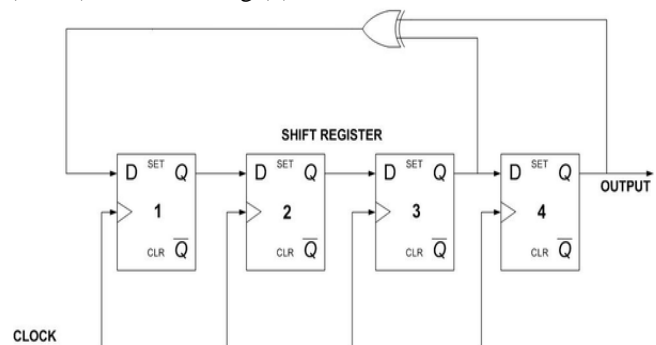 SHIFT REGISTER
D SET Q
D SET Q
D SET Q
D SET Q
OUTPUT
1
2
3
4
CLR Q̅
CLR Q̅
CLR Q̅
CLR Q̅
CLOCK